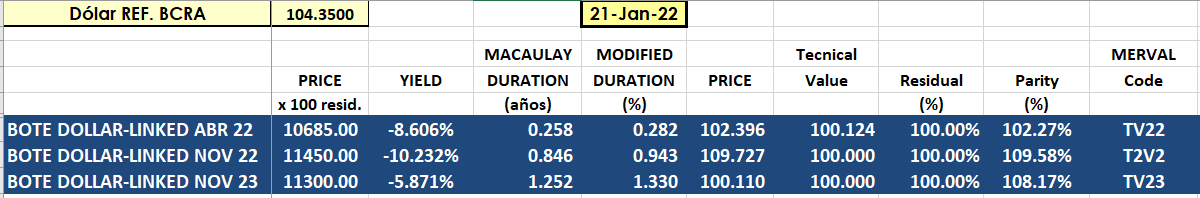 Dólar REF. BCRA 104.3500 21-Jan-22
MACAULAY MODIFIED Tecnical MERVAL
PRICE YIELD DURATION DURATION PRICE Value Residual Parity Code
x 100 resid. (años) (%) (%) (%)
BOTE DOLLAR-LINKED ABR 22 10685.00 -8.606% 0.258 0.282 102.396 100.124 100.00% 102.27% TV22
BOTE DOLLAR-LINKED NOV 22 11450.00 -10.232% 0.846 0.943 109.727 100.000 100.00% 109.58% T2V2
BOTE DOLLAR-LINKED NOV 23 11300.00 -5.871% 1.252 1.330 100.110 100.000 100.00% 108.17% TV23